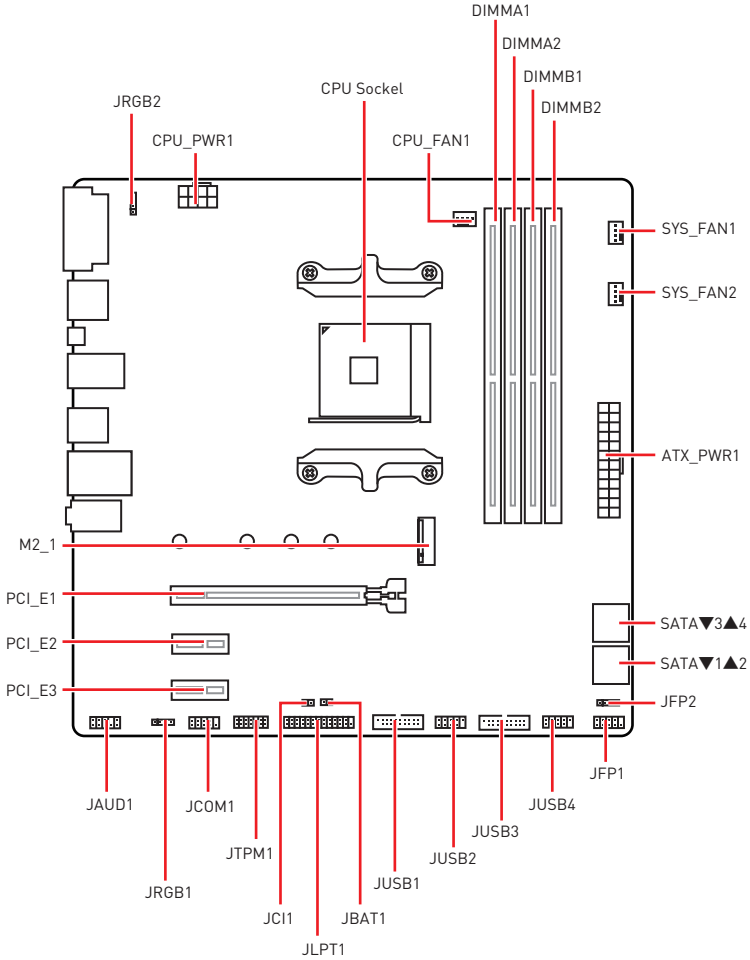 DIMMA1
DIMMA2
DIMMB1
DIMMB2
CPU Sockel
JRGB2
CPU_PWR1
CPU_FAN1
SYS_FAN1
SYS_FAN2
ATX_PWR1
M2_1
PCI_E1
SATA▼3▲4
PCI_E2
SATA▼1▲2
PCI_E3
JFP2
JFP1
JAUD1
JCOM1
JUSB4
JUSB3
JTPM1
JUSB2
JUSB1
JRGB1
JCI1
JBAT1
JLPT1